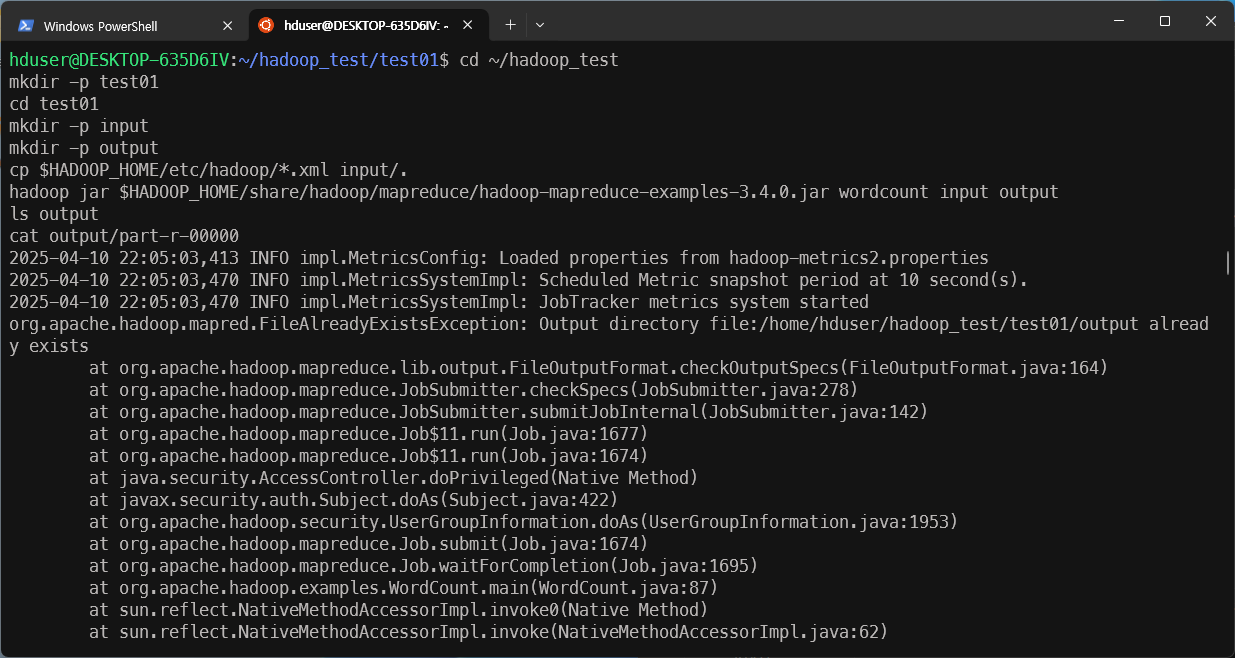 Windows PowerShell
hduser@DESKTOP-635D6IV: ~
hduser@DESKTOP-635D6IV:~/hadoop_test/test01$ cd ~/hadoop_test
mkdir -p test01
cd test01
mkdir -p input
mkdir -p output
cp $HADOOP_HOME/etc/hadoop/*.xml input/.
hadoop jar $HADOOP_HOME/share/hadoop/mapreduce/hadoop-mapreduce-examples-3.4.0.jar wordcount input output
ls output
cat output/part-r-00000
2025-04-10 22:05:03,413 INFO impl.MetricsConfig: Loaded properties from hadoop-metrics2.properties
2025-04-10 22:05:03,470 INFO impl.MetricsSystemImpl: Scheduled Metric snapshot period at 10 second(s).
2025-04-10 22:05:03,470 INFO impl.MetricsSystemImpl: JobTracker metrics system started
org.apache.hadoop.mapred.FileAlreadyExistsException: Output directory file:/home/hduser/hadoop_test/test01/output alread
y exists
        at org.apache.hadoop.mapreduce.lib.output.FileOutputFormat.checkOutputSpecs(FileOutputFormat.java:164)
        at org.apache.hadoop.mapreduce.JobSubmitter.checkSpecs(JobSubmitter.java:278)
        at org.apache.hadoop.mapreduce.JobSubmitter.submitJobInternal(JobSubmitter.java:142)
        at org.apache.hadoop.mapreduce.Job$11.run(Job.java:1677)
        at org.apache.hadoop.mapreduce.Job$11.run(Job.java:1674)
        at java.security.AccessController.doPrivileged(Native Method)
        at javax.security.auth.Subject.doAs(Subject.java:422)
        at org.apache.hadoop.security.UserGroupInformation.doAs(UserGroupInformation.java:1953)
        at org.apache.hadoop.mapreduce.Job.submit(Job.java:1674)
        at org.apache.hadoop.mapreduce.Job.waitForCompletion(Job.java:1695)
        at org.apache.hadoop.examples.WordCount.main(WordCount.java:87)
        at sun.reflect.NativeMethodAccessorImpl.invoke0(Native Method)
        at sun.reflect.NativeMethodAccessorImpl.invoke(NativeMethodAccessorImpl.java:62)